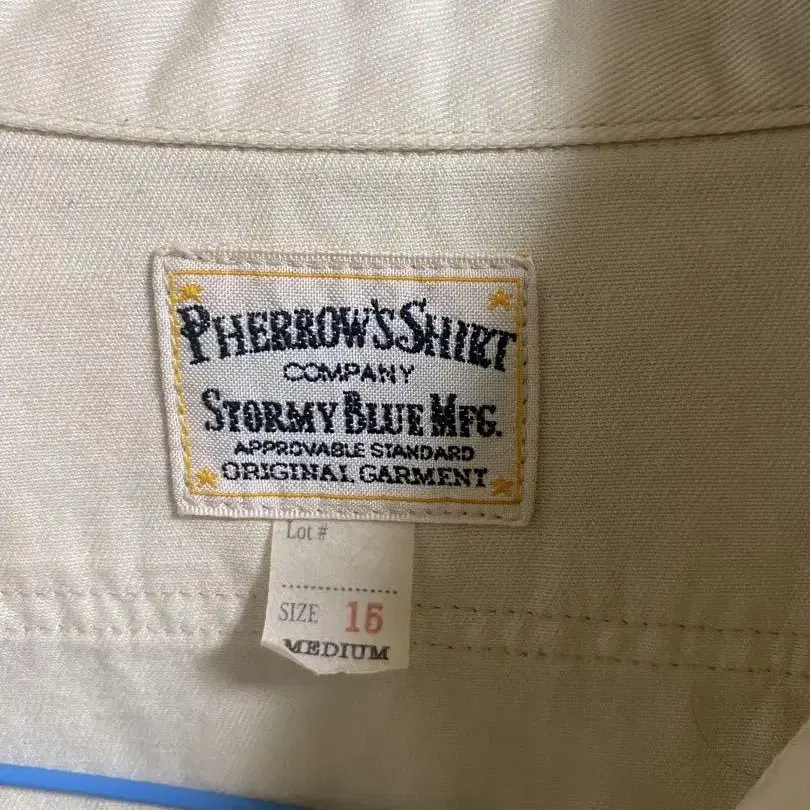 PHERROW'S SHIRT
COMPANY
STORMY BLUE MFG.
APPROVABLE STANDARD
ORIGINAL GARMENT
Lot #
SIZE 15
MEDIUM